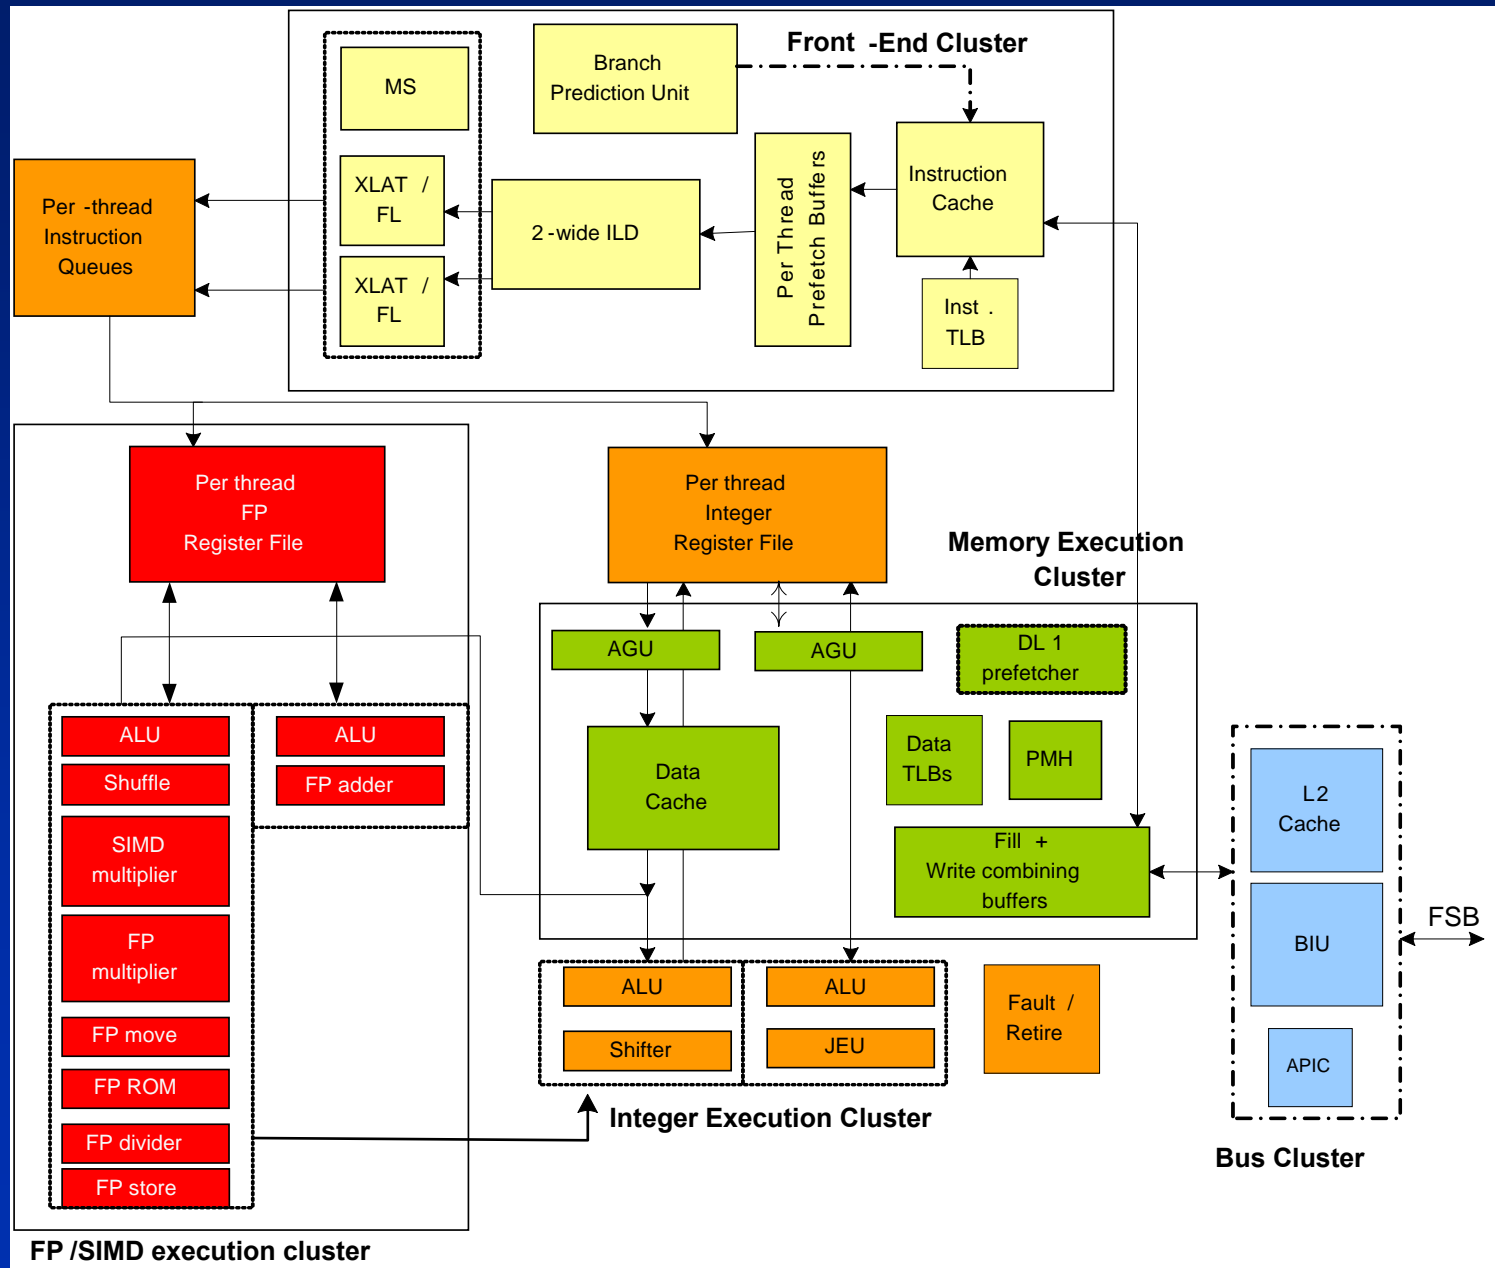 Front -End Cluster
MS
Branch
Prediction Unit
XLAT /
FL
XLAT /
FL
2-wide ILD
Per Thread
Prefetch Buffers
Instruction
Cache
Inst .
TLB
Per -thread
Instruction
Queues
Per thread
FP
Register File
Per thread
Integer
Register File
Memory Execution
Cluster
AGU
AGU
DL 1
prefetcher
Data
Cache
Data
TLBs
PMH
Fill +
Write combining
buffers
ALU
Shuffle
SIMD
multiplier
FP
multiplier
FP move
FP ROM
FP divider
FP store
ALU
FP adder
FP /SIMD execution cluster
ALU
Shifter
ALU
JEU
Integer Execution Cluster
Fault /
Retire
L2
Cache
BIU
APIC
FSB
Bus Cluster